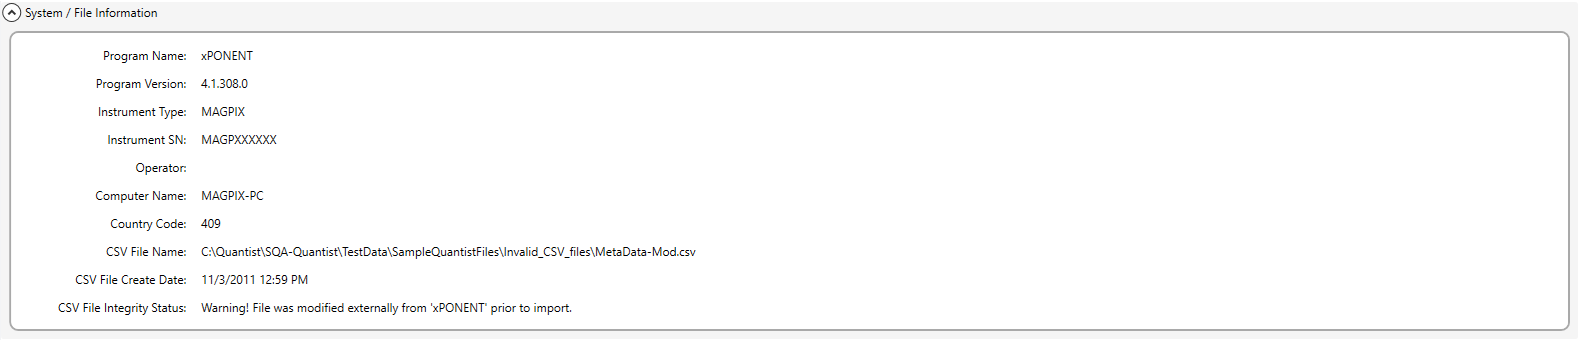 System / File Information
Program Name: xPONENT
Program Version: 4.1.308.0
Instrument Type: MAGPIX
Instrument SN: MAGPXXXXXX
Operator:
Computer Name: MAGPIX-PC
Country Code: 409
CSV File Name: C:\Quantist\SQA-Quantist\TestData\SampleQuantistFiles\Invalid_CSV_files\MetaData-Mod.csv
CSV File Create Date: 11/3/2011 12:59 PM
CSV File Integrity Status: Warning! File was modified externally from 'xPONENT' prior to import.